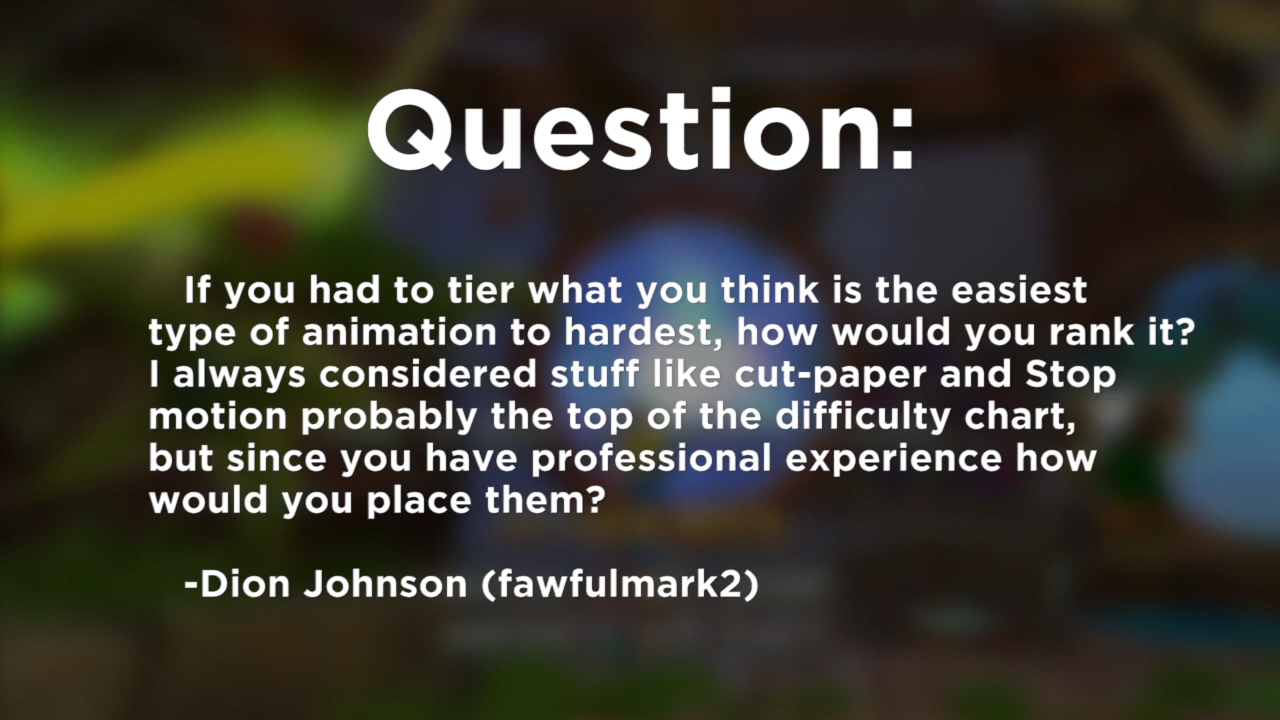 Question:
If you had to tier what you think is the easiest
type of animation to hardest, how would you rank it?
I always considered stuff like cut-paper and Stop
motion probably the top of the difficulty chart,
but since you have professional experience how
would you place them?
-Dion Johnson (fawfulmark2)